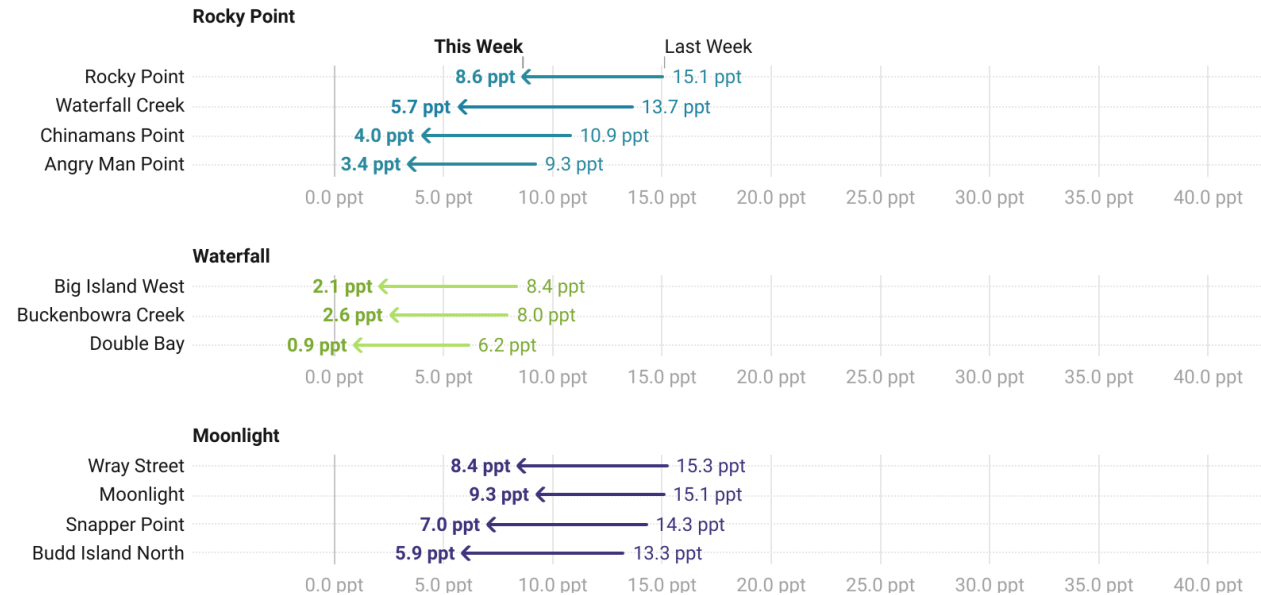 Rocky Point
This Week Last Week
Rocky Point 8.6 ppt 15.1 ppt
Waterfall Creek 5.7 ppt 13.7 ppt
Chinamans Point 4.0 ppt 10.9 ppt
Angry Man Point 3.4 ppt 9.3 ppt
0.0 ppt 5.0 ppt 10.0 ppt 15.0 ppt 20.0 ppt 25.0 ppt 30.0 ppt 35.0 ppt 40.0 ppt
Waterfall
Big Island West 2.1 ppt 8.4 ppt
Buckenbowra Creek 2.6 ppt 8.0 ppt
Double Bay 0.9 ppt 6.2 ppt
0.0 ppt 5.0 ppt 10.0 ppt 15.0 ppt 20.0 ppt 25.0 ppt 30.0 ppt 35.0 ppt 40.0 ppt
Moonlight
Wray Street 8.4 ppt 15.3 ppt
Moonlight 9.3 ppt 15.1 ppt
Snapper Point 7.0 ppt 14.3 ppt
Budd Island North 5.9 ppt 13.3 ppt
0.0 ppt 5.0 ppt 10.0 ppt 15.0 ppt 20.0 ppt 25.0 ppt 30.0 ppt 35.0 ppt 40.0 ppt